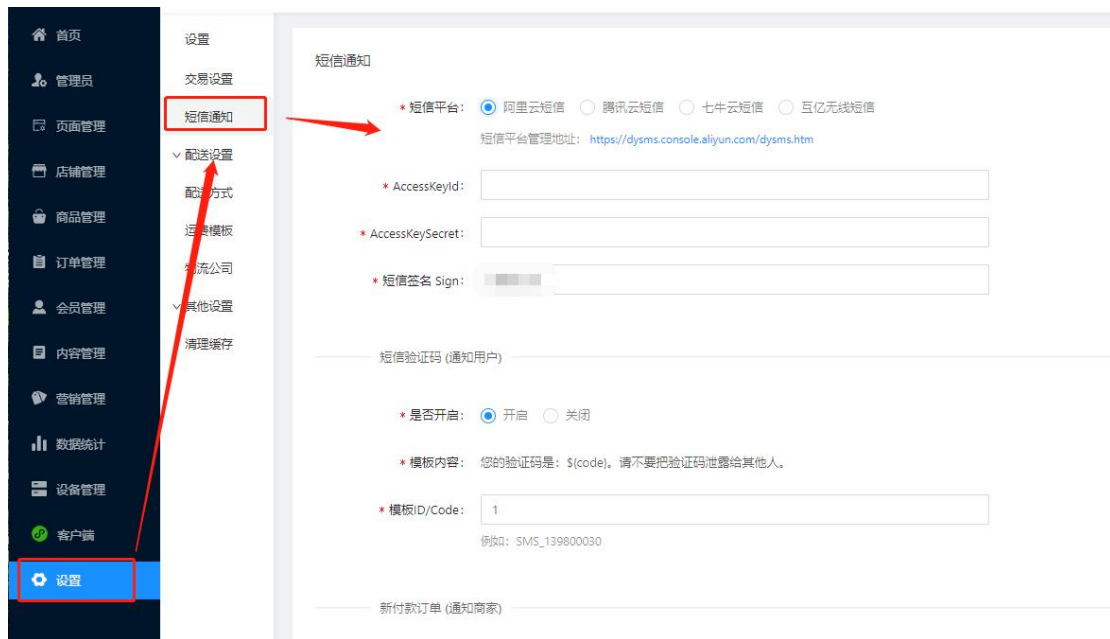 首页
管理员
页面管理
店铺管理
商品管理
订单管理
会员管理
内容管理
营销管理
数据统计
设备管理
客户端
设置
设置
交易设置
短信通知
配送设置
配送方式
运费模板
物流公司
其他设置
清理缓存
短信通知
* 短信平台： 阿里云短信 腾讯云短信 七牛云短信 互亿无线短信
短信平台管理地址： https://dysms.console.aliyun.com/dysms.htm
* AccessKeyId：
* AccessKeySecret：
* 短信签名 Sign：
短信验证码 (通知用户)
* 是否开启： 开启 关闭
* 模板内容： 您的验证码是：${code}。请不要把验证码泄露给其他人。
* 模板ID/Code： 1
例如：SMS_139800030
新付款订单 (通知商家)